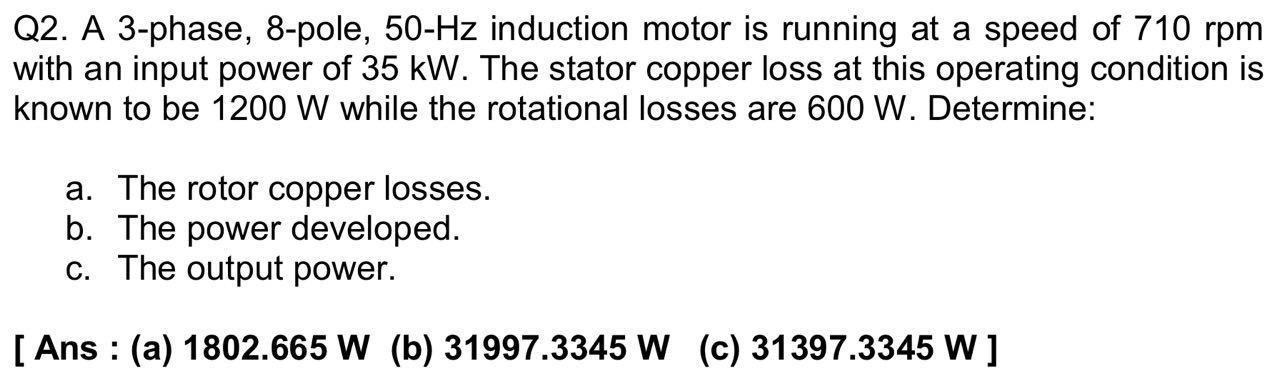 Q2. A 3-phase, 8-pole, 50-Hz induction motor is running at a speed of 710 rpm
with an input power of 35 kW. The stator copper loss at this operating condition is
known to be 1200 W while the rotational losses are 600 W. Determine:
a. The rotor copper losses.
b. The power developed.
c. The output power.
[ Ans : (a) 1802.665 W (b) 31997.3345 W (c) 31397.3345 W ]